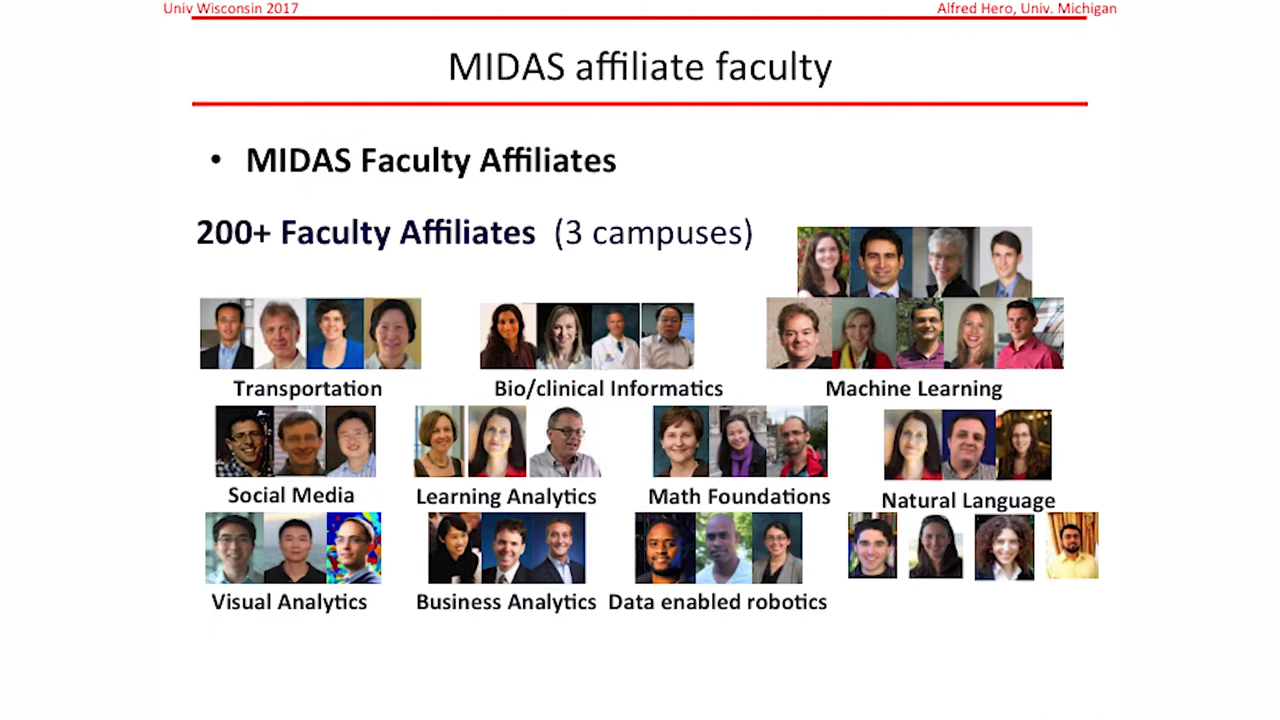 Univ Wisconsin 2017
Alfred Hero, Univ. Michigan
MIDAS affiliate faculty
• MIDAS Faculty Affiliates
200+ Faculty Affiliates (3 campuses)
Transportation
Bio/clinical Informatics
Machine Learning
Social Media
Learning Analytics
Math Foundations
Natural Language
Visual Analytics
Business Analytics
Data enabled robotics